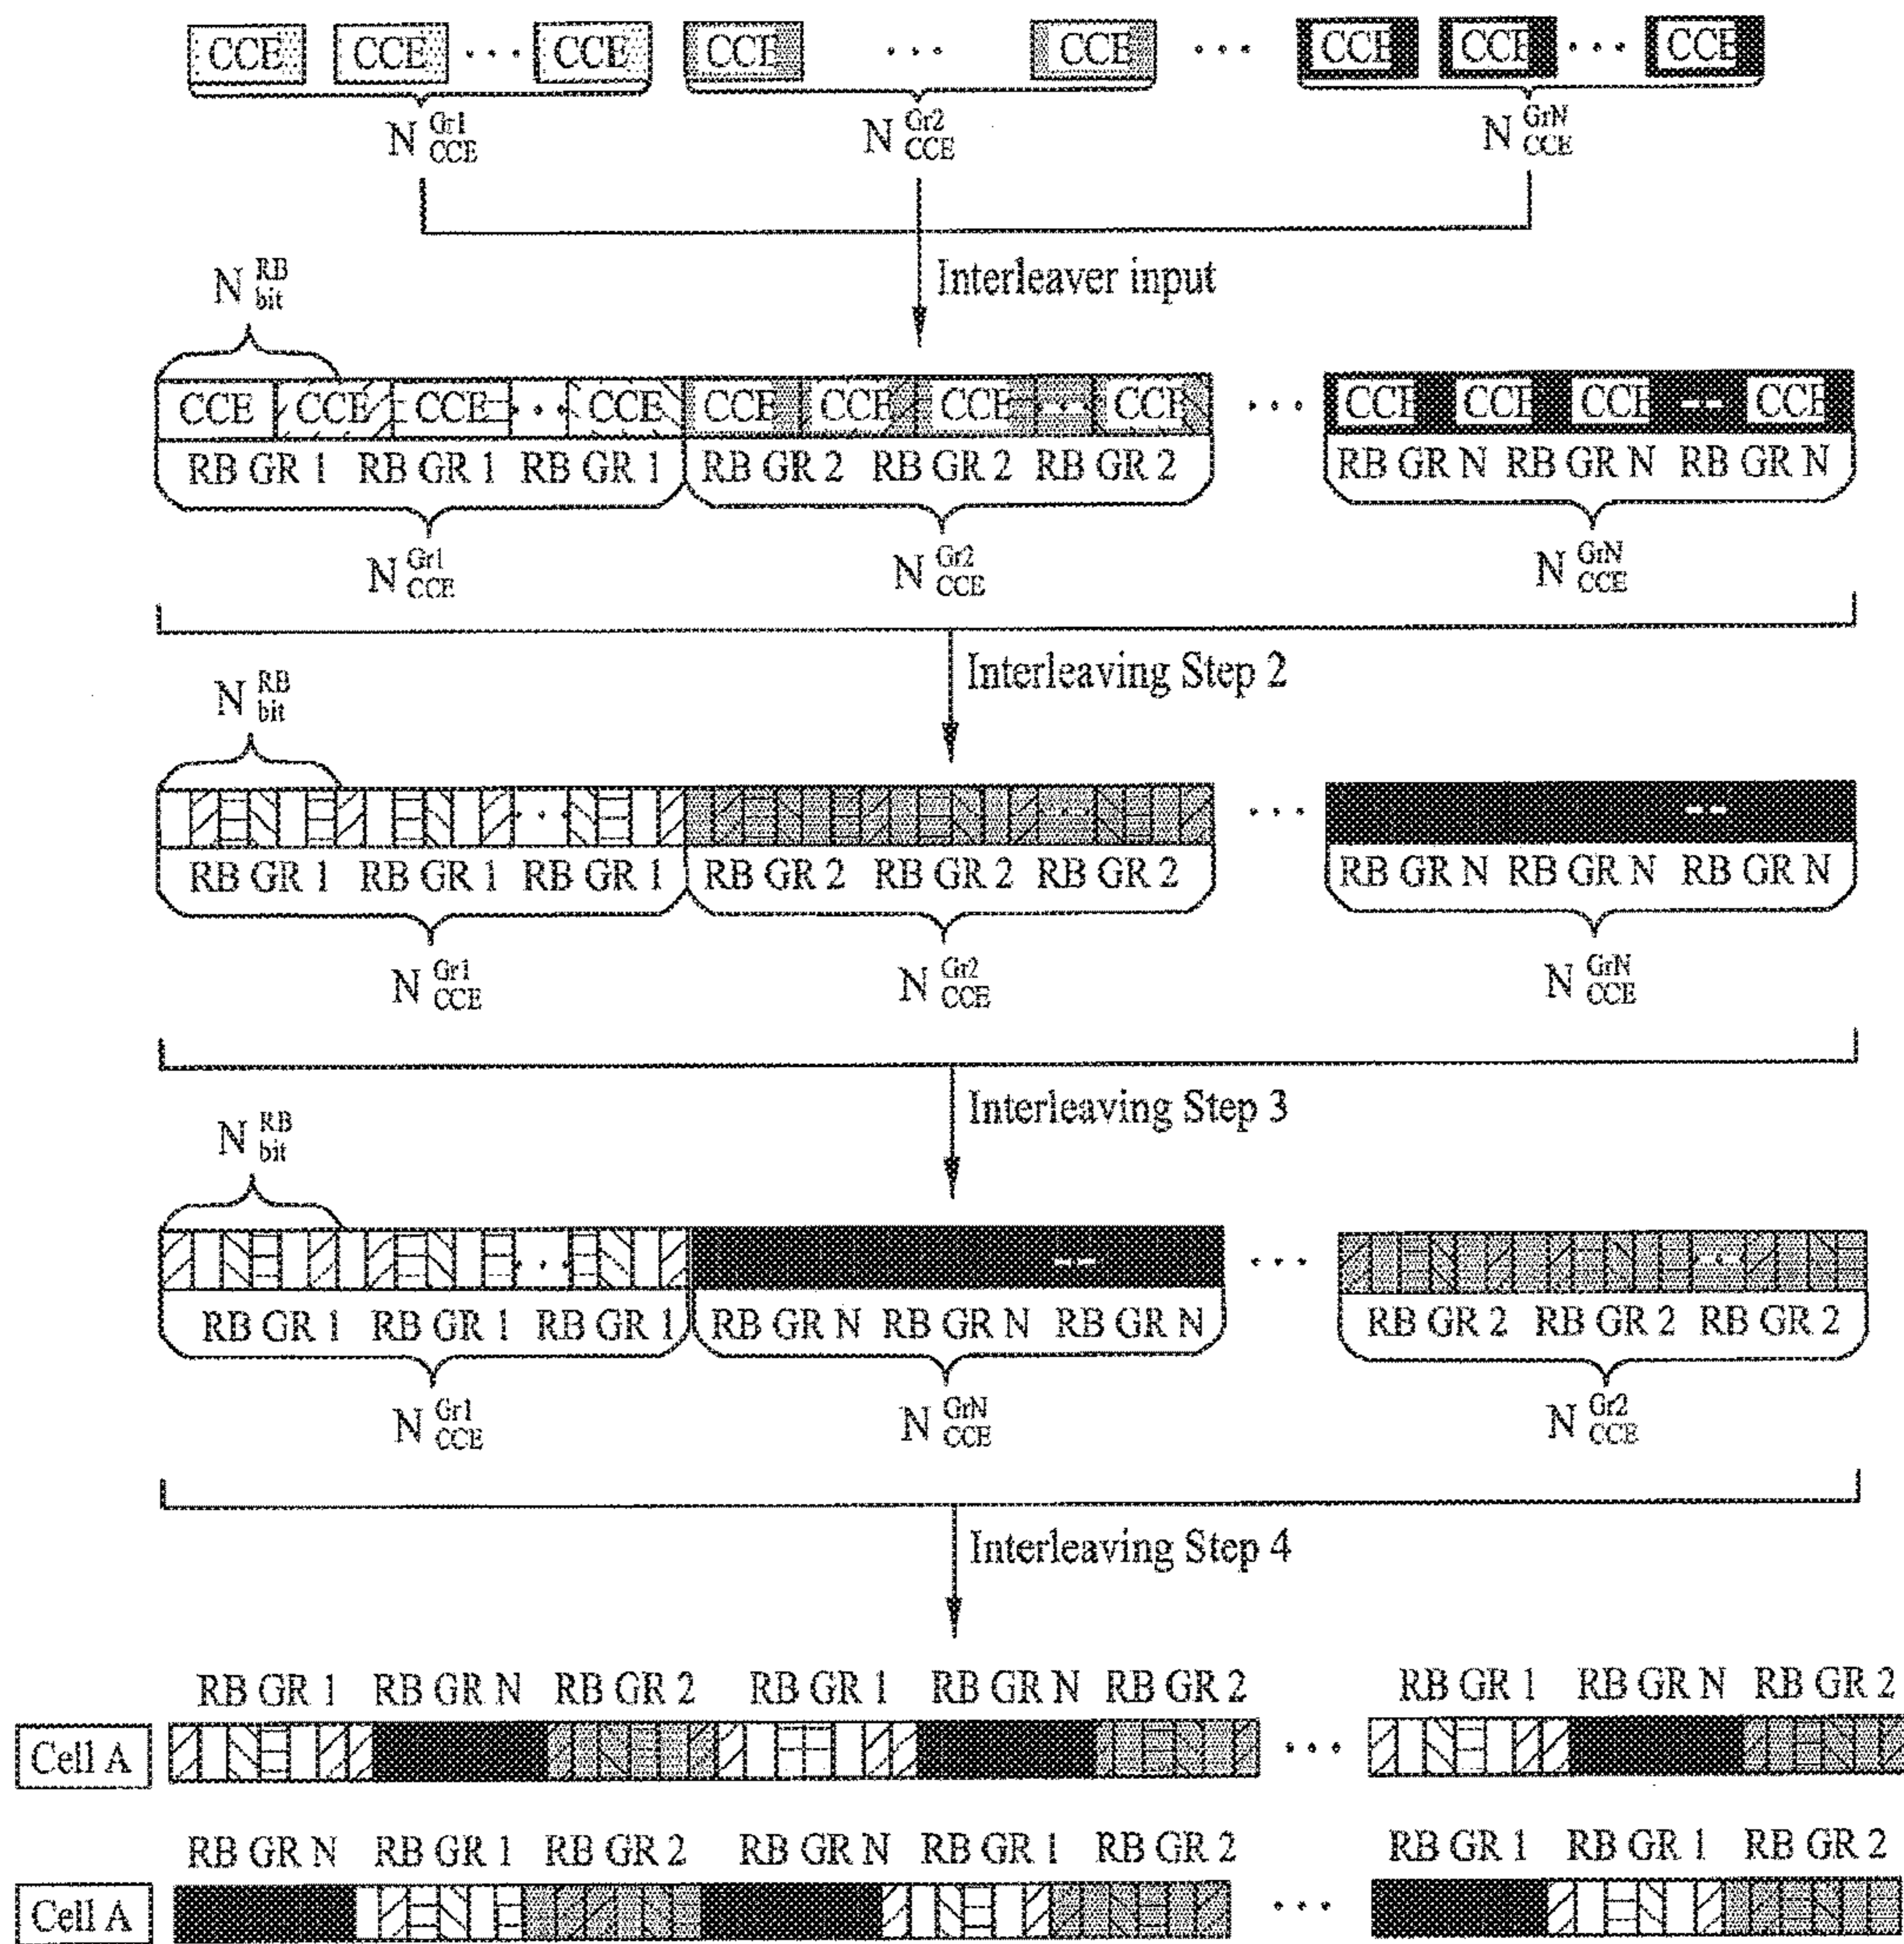 CCE CCE ... CCE CCE ... CCE ... CCE CCE ... CCE
N Gr1 CCE N Gr2 CCE N GrN CCE
Interleaver input
N RB bit
CCE CCE CCE ... CCE CCE CCE CCE ... CCE ... CCE CCE CCE -- CCE
RB GR 1 RB GR 1 RB GR 1 RB GR 2 RB GR 2 RB GR 2 RB GR N RB GR N RB GR N
N Gr1 CCE N Gr2 CCE N GrN CCE
Interleaving Step 2
N RB bit
... ... ... --
RB GR 1 RB GR 1 RB GR 1 RB GR 2 RB GR 2 RB GR 2 RB GR N RB GR N RB GR N
N Gr1 CCE N Gr2 CCE N GrN CCE
Interleaving Step 3
N RB bit
... -- ... ...
RB GR 1 RB GR 1 RB GR 1 RB GR N RB GR N RB GR N RB GR 2 RB GR 2 RB GR 2
N Gr1 CCE N GrN CCE N Gr2 CCE
Interleaving Step 4
RB GR 1 RB GR N RB GR 2 RB GR 1 RB GR N RB GR 2 RB GR 1 RB GR N RB GR 2
Cell A ...
RB GR N RB GR 1 RB GR 2 RB GR N RB GR 1 RB GR 2 RB GR 1 RB GR 1 RB GR 2
Cell A ...